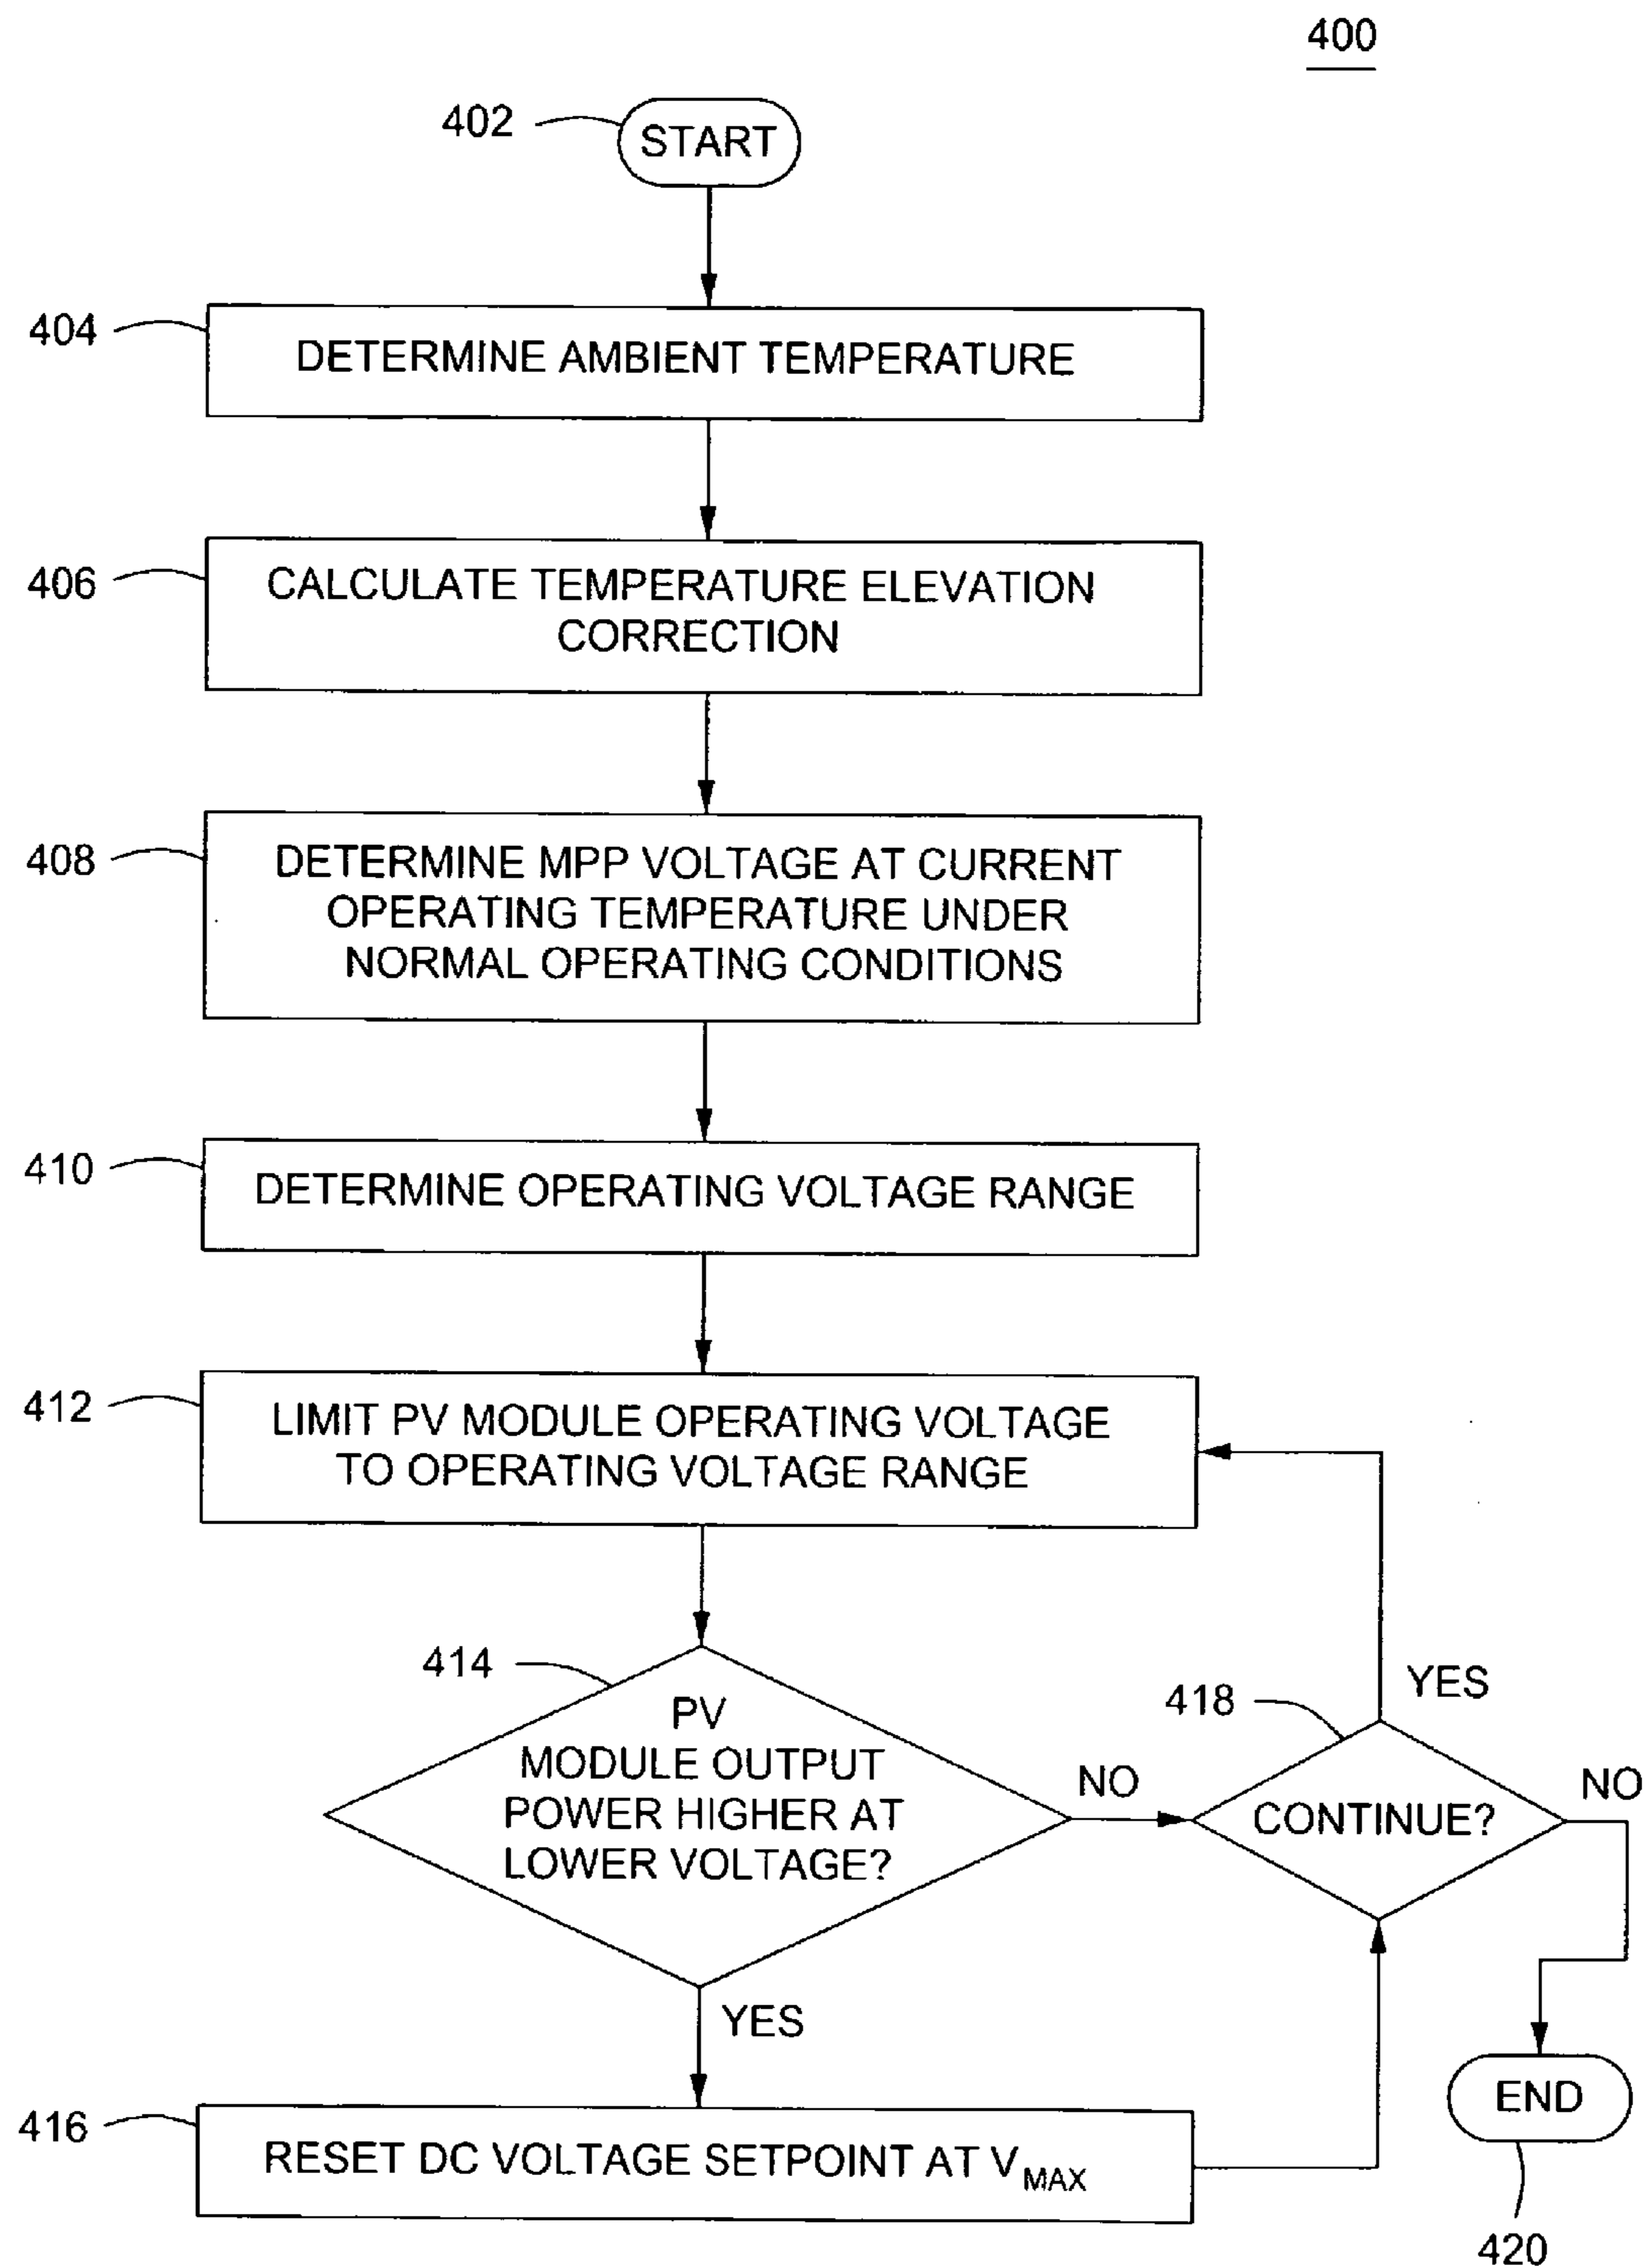 400
402
START
404
DETERMINE AMBIENT TEMPERATURE
406
CALCULATE TEMPERATURE ELEVATION
CORRECTION
408
DETERMINE MPP VOLTAGE AT CURRENT
OPERATING TEMPERATURE UNDER
NORMAL OPERATING CONDITIONS
410
DETERMINE OPERATING VOLTAGE RANGE
412
LIMIT PV MODULE OPERATING VOLTAGE
TO OPERATING VOLTAGE RANGE
414
PV
MODULE OUTPUT
POWER HIGHER AT
LOWER VOLTAGE?
NO
418
YES
CONTINUE?
NO
YES
416
RESET DC VOLTAGE SETPOINT AT VMAX
END
420